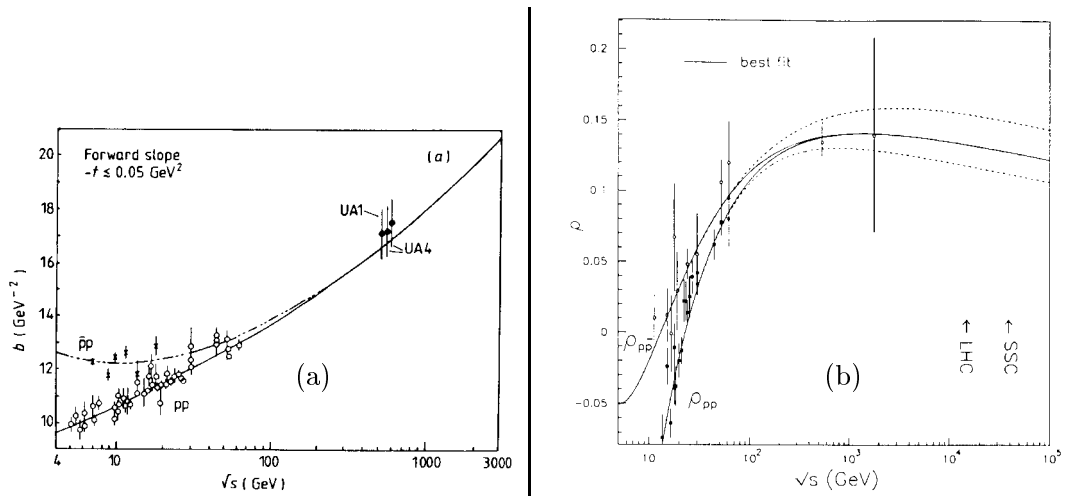 20
18
16
14
12
10
b (GeV⁻²)
Forward slope
-t ≤ 0.05 GeV²
(a)
UA1
UA4
p̄p
pp
(a)
4
10
100
1000
3000
√s (GeV)
0.2
0.15
0.1
0.05
0
-0.05
ρ
best fit
ρpp̄
ρpp
(b)
← LHC
← SSC
10
10²
10³
10⁴
10⁵
√s (GeV)